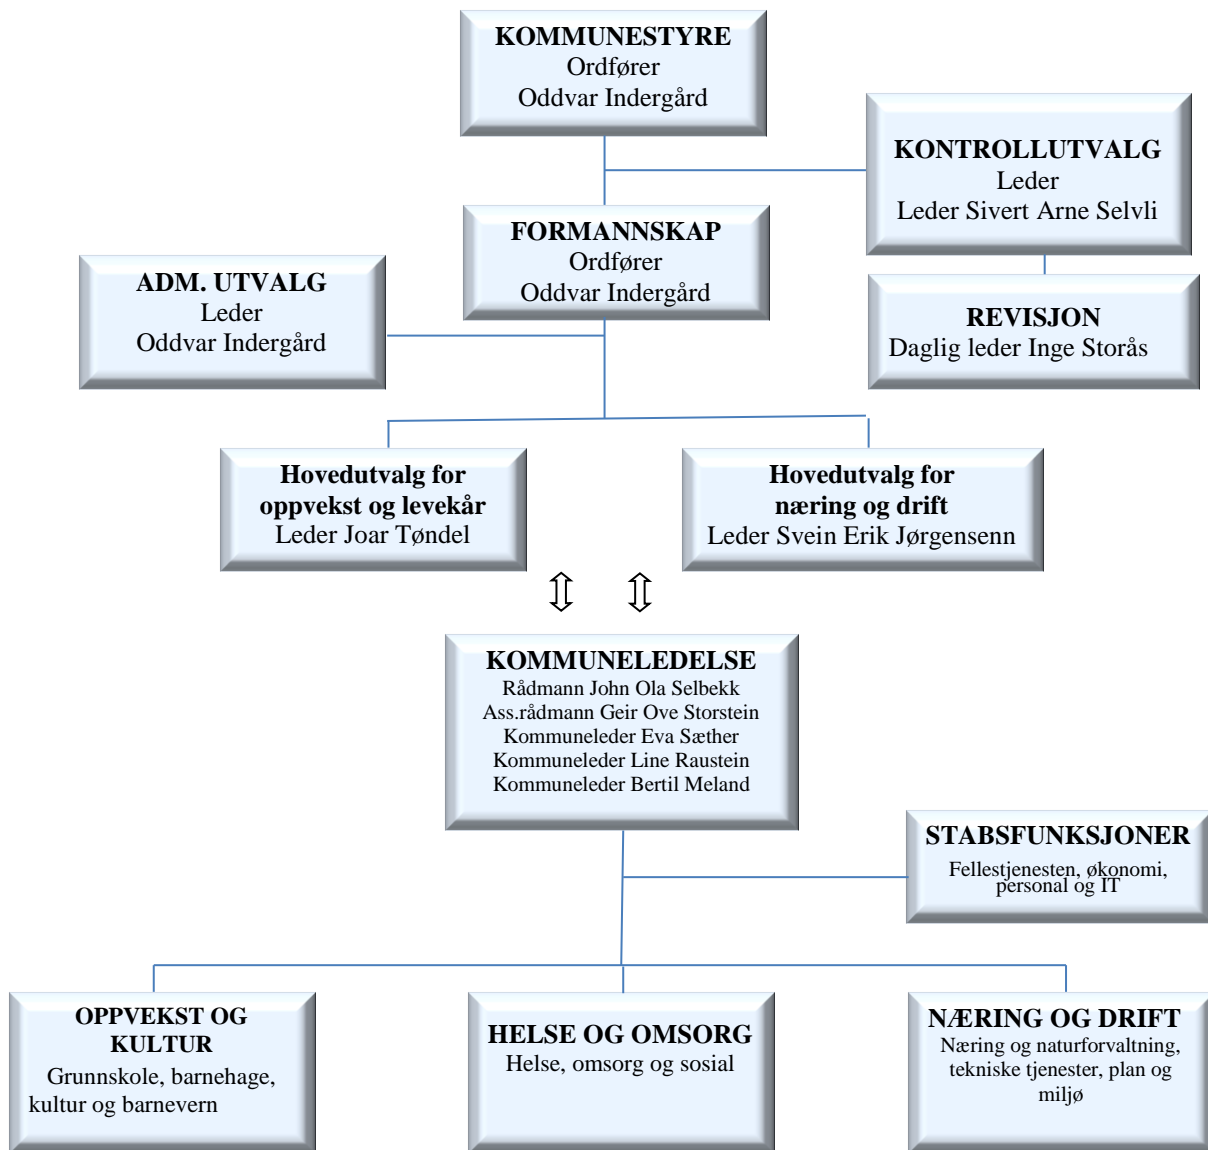 KOMMUNESTYRE
Ordfører
Oddvar Indergård
KONTROLLUTVALG
Leder
Leder Sivert Arne Selvli
FORMANNSKAP
Ordfører
Oddvar Indergård
ADM. UTVALG
Leder
Oddvar Indergård
REVISJON
Daglig leder Inge Storås
Hovedutvalg for
oppvekst og levekår
Leder Joar Tøndel
Hovedutvalg for
næring og drift
Leder Svein Erik Jørgensenn
KOMMUNELEDELSE
Rådmann John Ola Selbekk
Ass.rådmann Geir Ove Storstein
Kommuneleder Eva Sæther
Kommuneleder Line Raustein
Kommuneleder Bertil Meland
STABSFUNKSJONER
Fellestjenesten, økonomi,
personal og IT
OPPVEKST OG
KULTUR
Grunnskole, barnehage,
kultur og barnevern
HELSE OG OMSORG
Helse, omsorg og sosial
NÆRING OG DRIFT
Næring og naturforvaltning,
tekniske tjenester, plan og
miljø